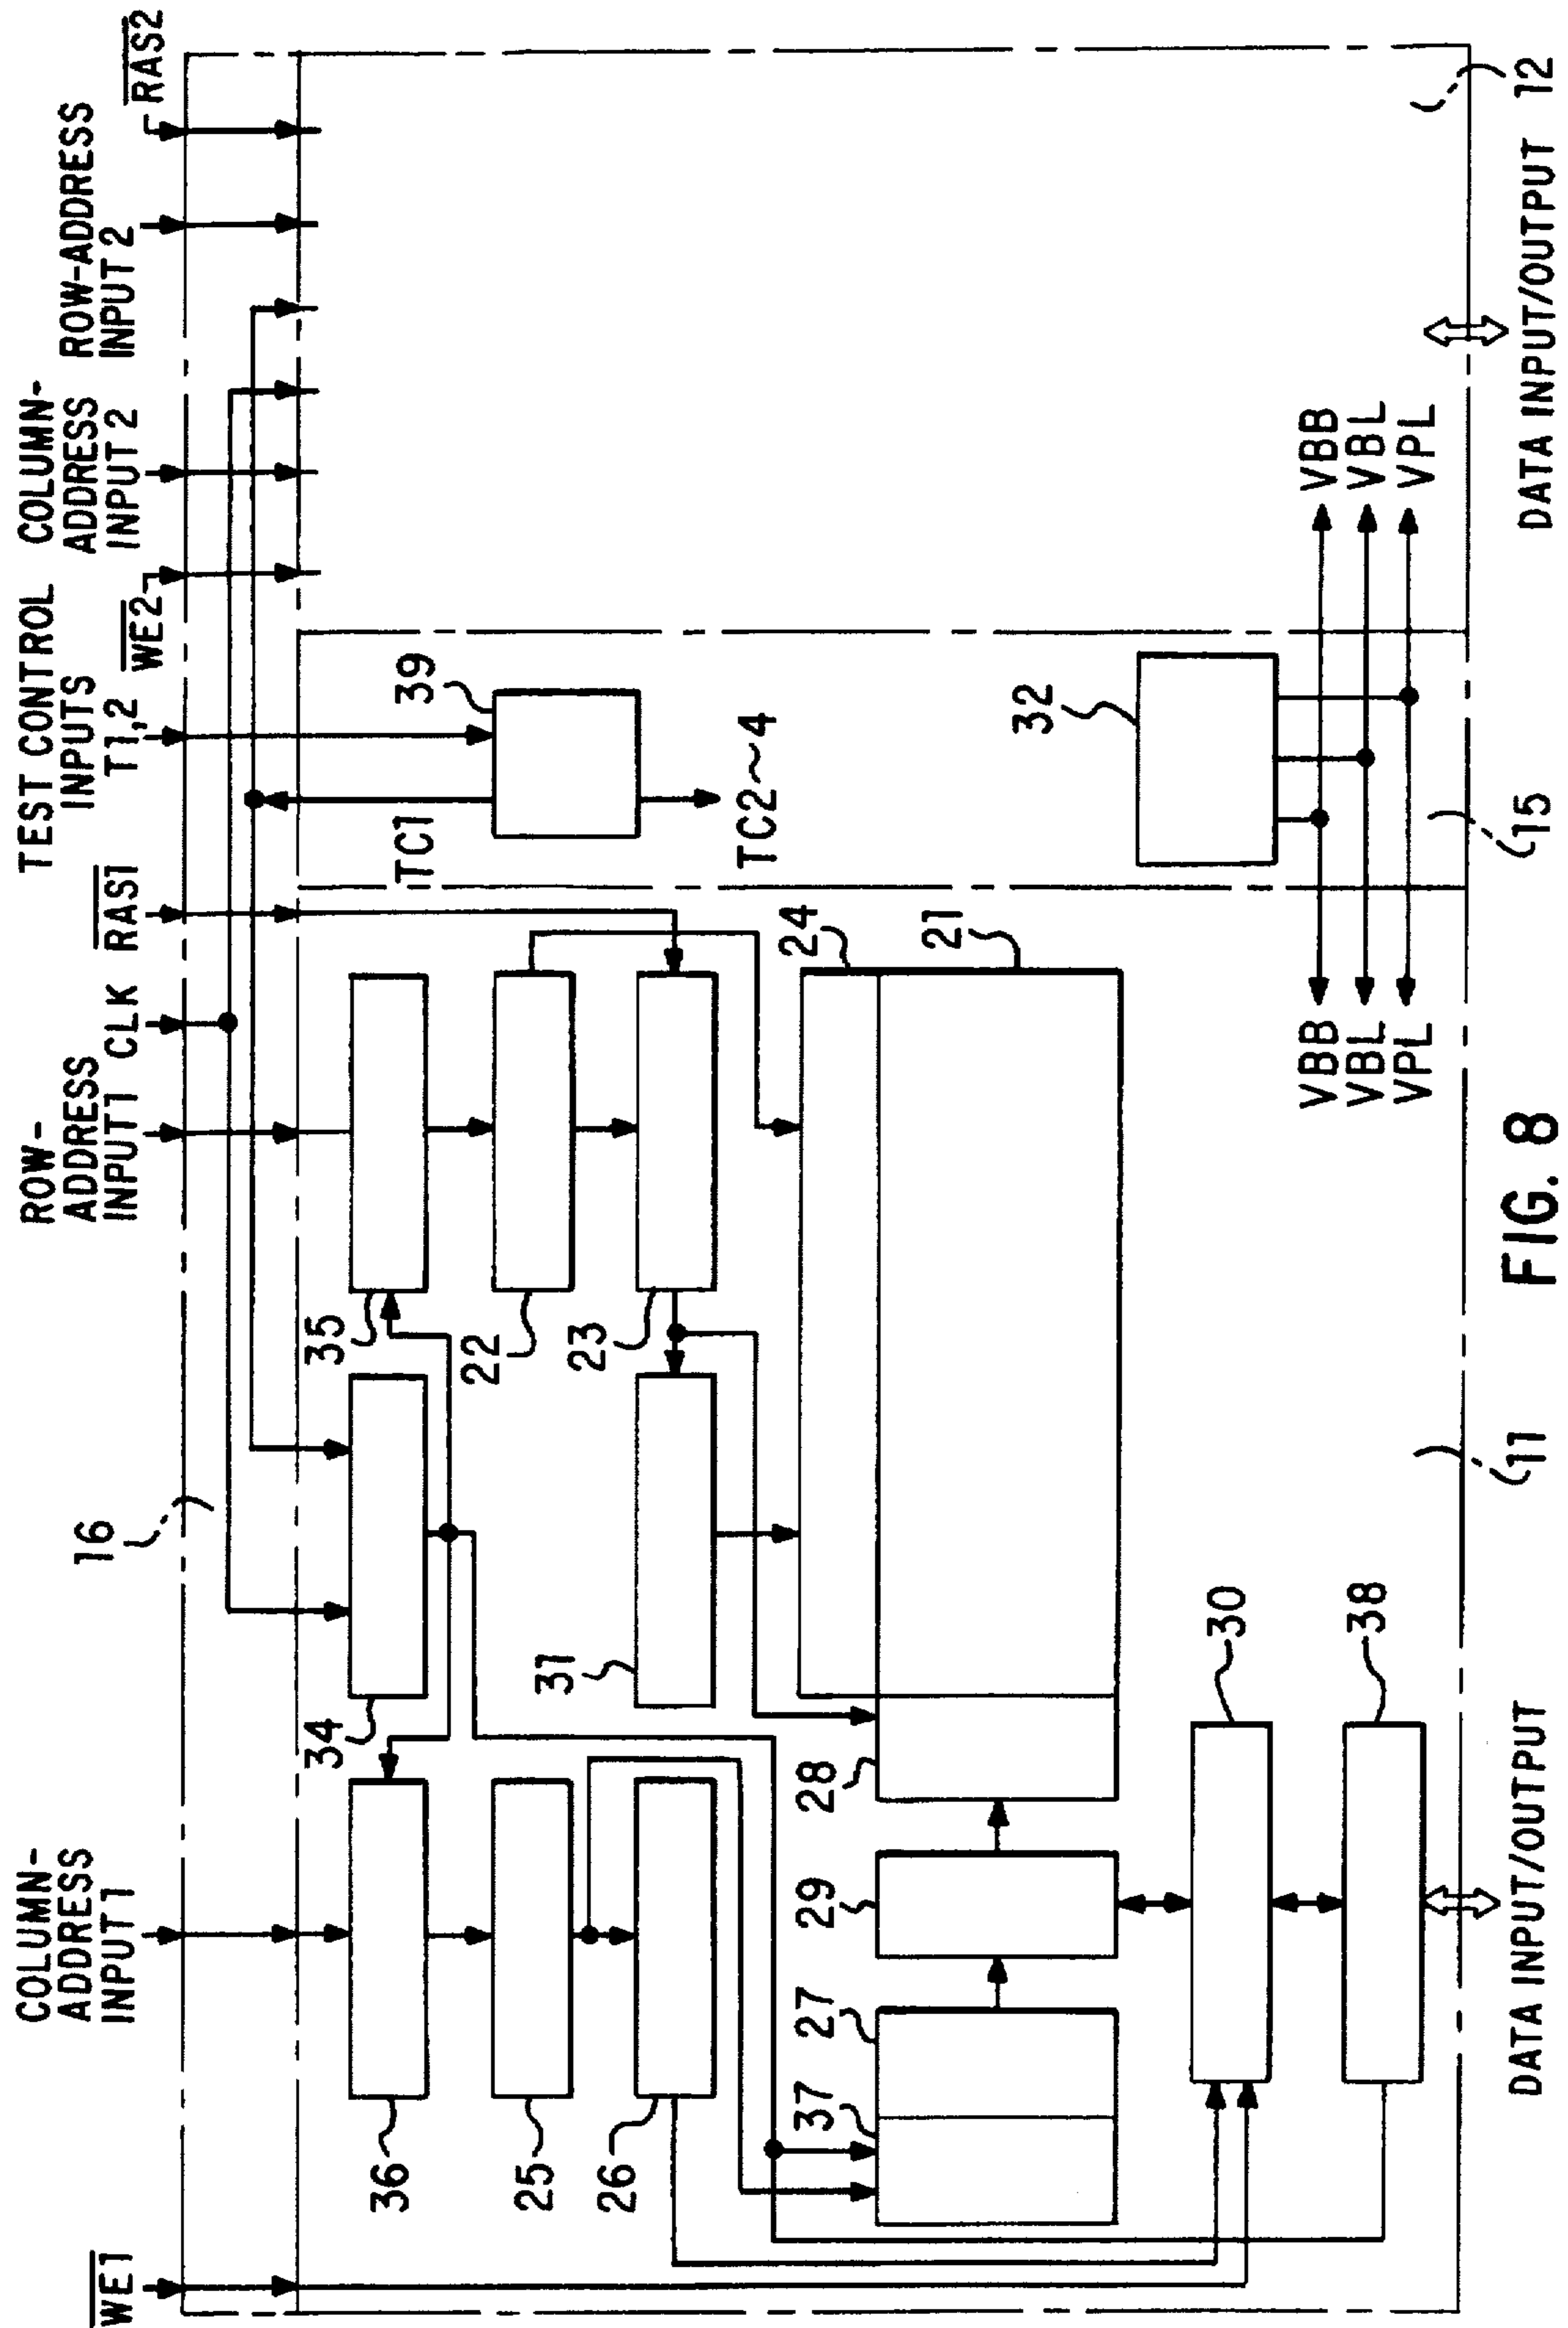 WE1
COLUMN-
ADDRESS
INPUT1
ROW-
ADDRESS
INPUT1
CLK
RAS1
TEST CONTROL
INPUTS
T1,2
WE2
COLUMN-
ADDRESS
INPUT 2
ROW-ADDRESS
INPUT 2
RAS2
16
36
34
35
TC1
39
25
22
TC2~4
26
31
23
37
27
29
28
24
21
32
30
38
VBB
VBL
VPL
VBB
VBL
VPL
11
15
12
DATA INPUT/OUTPUT
DATA INPUT/OUTPUT
FIG. 8